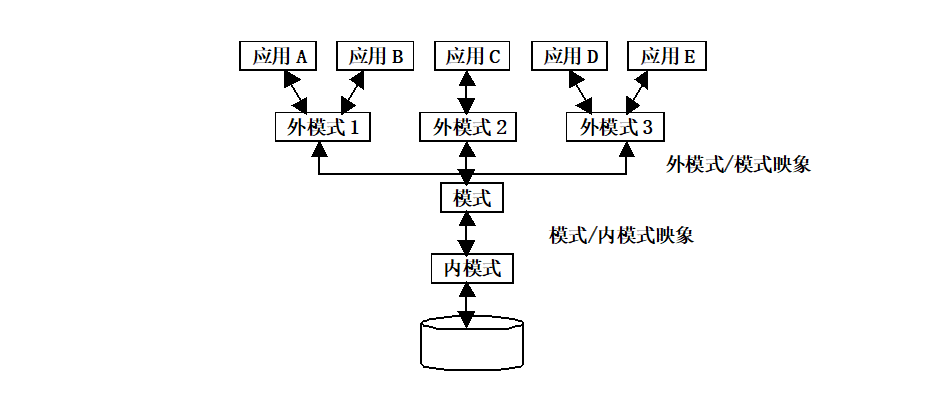 应用 A 应用 B 应用 C 应用 D 应用 E
外模式 1 外模式 2 外模式 3
外模式/模式映象
模式
模式/内模式映象
内模式